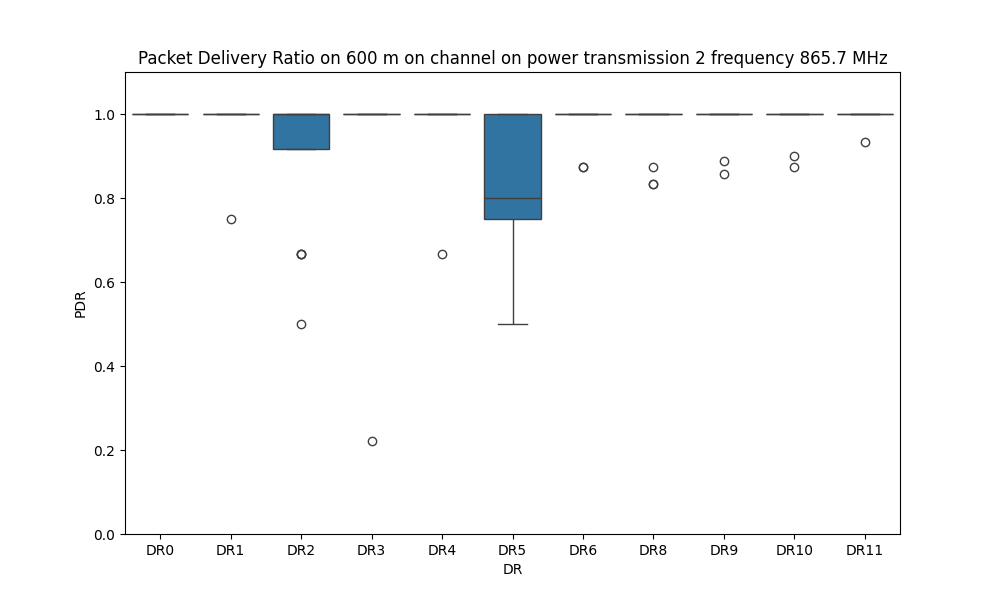 Packet Delivery Ratio on 600 m on channel on power transmission 2 frequency 865.7 MHz
1.0
0.8
0.6
0.4
0.2
0.0
PDR
DR0 DR1 DR2 DR3 DR4 DR5 DR6 DR8 DR9 DR10 DR11
DR